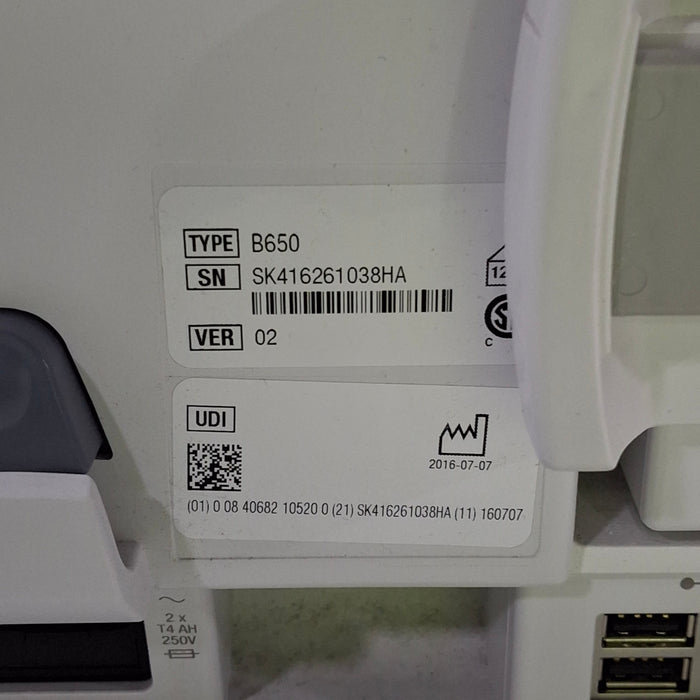 TYPE B650
SN SK416261038HA
12
VER 02
C
UDI
2016-07-07
(01) 0 08 40682 10520 0 (21) SK416261038HA (11) 160707
2 x
T4 AH
250V